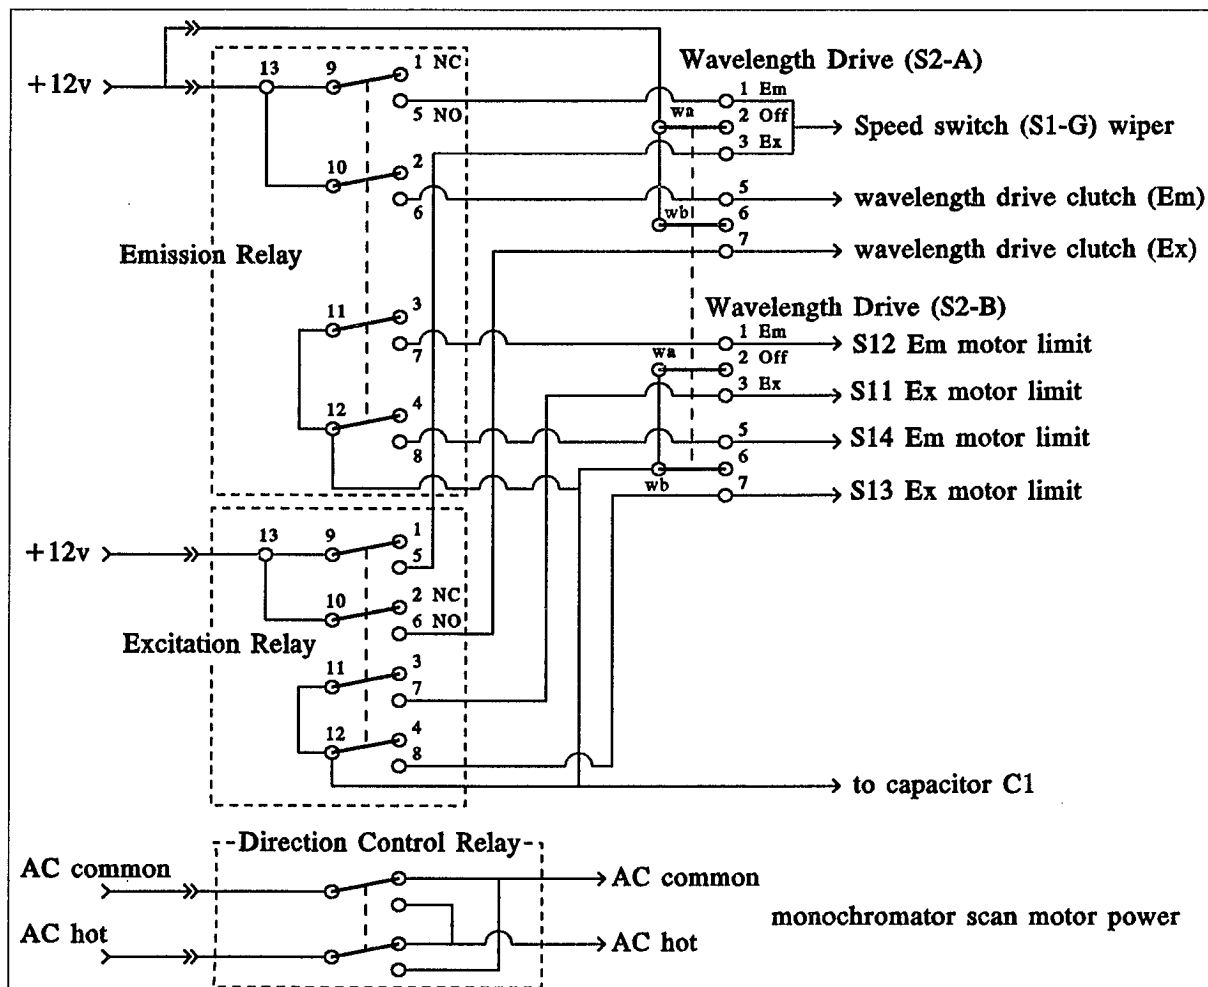 +12v
13
9
1 NC
5 NO
10
2
6
Emission Relay
11
3
7
12
4
8
Wavelength Drive (S2-A)
wa
1 Em
2 Off
3 Ex
Speed switch (S1-G) wiper
5
wavelength drive clutch (Em)
wb
6
7
wavelength drive clutch (Ex)
Wavelength Drive (S2-B)
wa
1 Em
S12 Em motor limit
2 Off
3 Ex
S11 Ex motor limit
5
S14 Em motor limit
wb
6
7
S13 Ex motor limit
+12v
13
9
1
5
10
2 NC
6 NO
Excitation Relay
11
3
7
12
4
8
to capacitor C1
Direction Control Relay
AC common
AC common
AC hot
AC hot
monochromator scan motor power